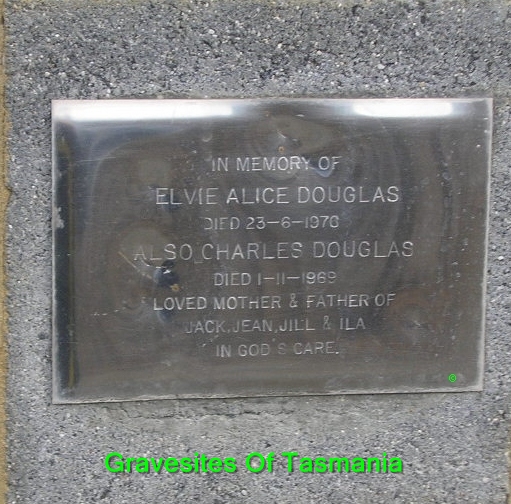 IN MEMORY OF
ELVIE ALICE DOUGLAS
DIED 23-6-1976
ALSO CHARLES DOUGLAS
DIED 1-11-1969
LOVED MOTHER & FATHER OF
JACK, JEAN, JILL & ILA
IN GOD'S CARE.
©
Gravesites Of Tasmania